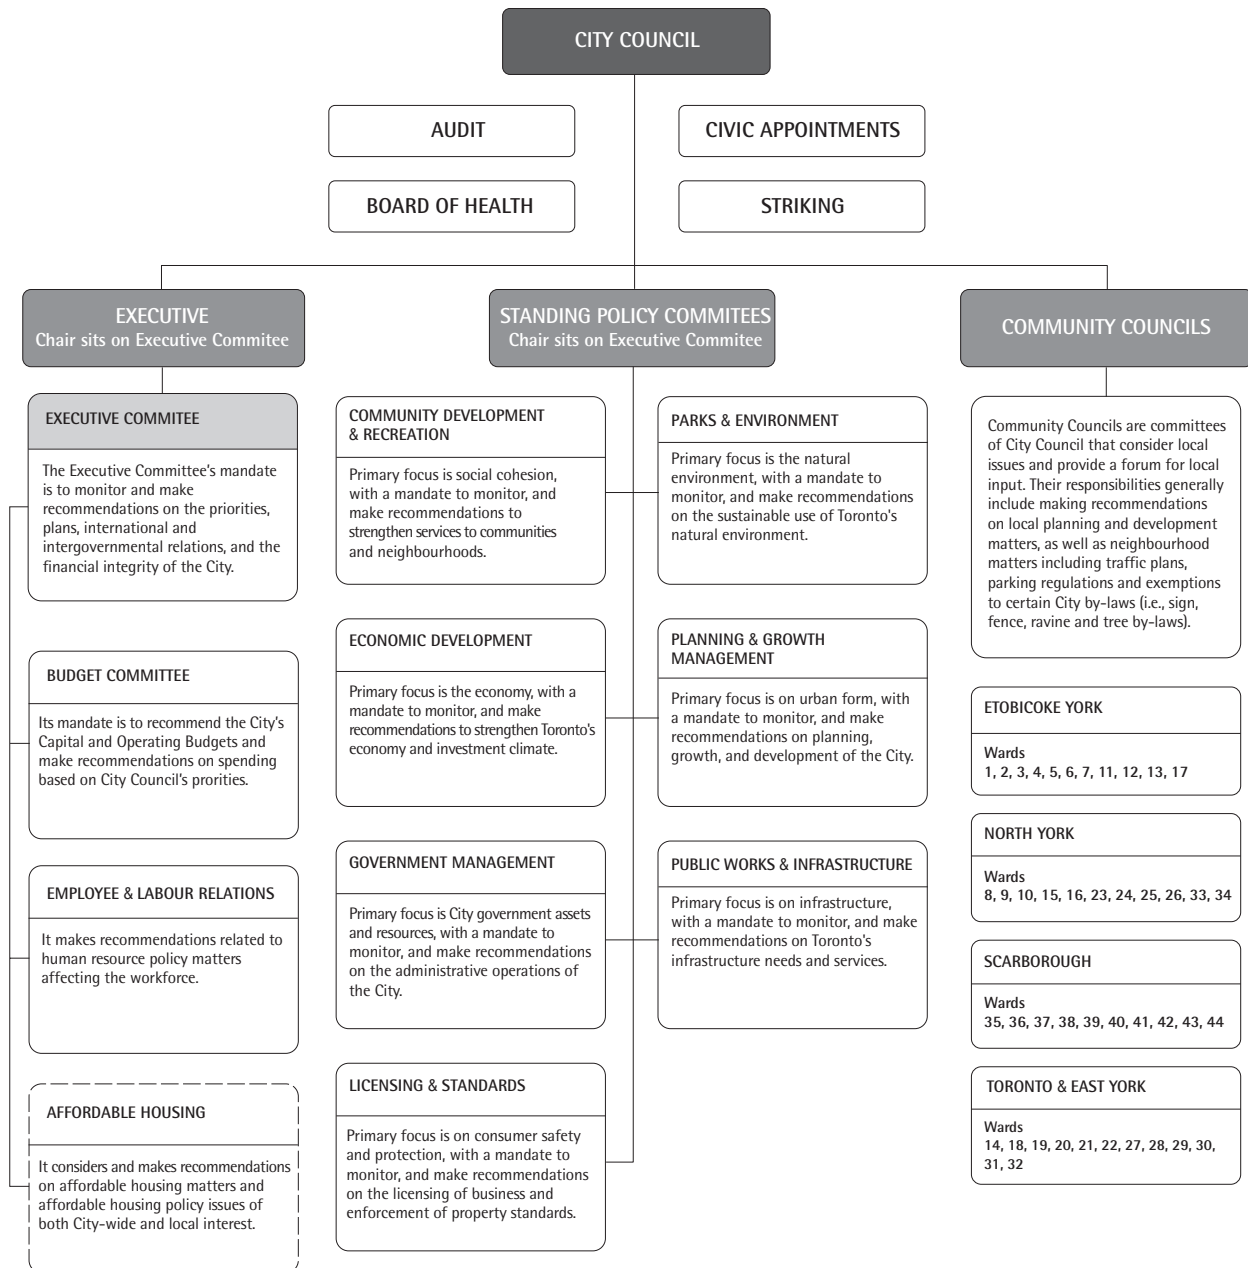 CITY COUNCIL
AUDIT
CIVIC APPOINTMENTS
BOARD OF HEALTH
STRIKING
EXECUTIVE
Chair sits on Executive Commitee
STANDING POLICY COMMITEES
Chair sits on Executive Commitee
COMMUNITY COUNCILS
EXECUTIVE COMMITEE
The Executive Committee's mandate
is to monitor and make
recommendations on the priorities,
plans, international and
intergovernmental relations, and the
financial integrity of the City.
BUDGET COMMITTEE
Its mandate is to recommend the City's
Capital and Operating Budgets and
make recommendations on spending
based on City Council's prorities.
EMPLOYEE & LABOUR RELATIONS
It makes recommendations related to
human resource policy matters
affecting the workforce.
AFFORDABLE HOUSING
It considers and makes recommendations
on affordable housing matters and
affordable housing policy issues of
both City-wide and local interest.
COMMUNITY DEVELOPMENT
& RECREATION
Primary focus is social cohesion,
with a mandate to monitor, and
make recommendations to
strengthen services to communities
and neighbourhoods.
PARKS & ENVIRONMENT
Primary focus is the natural
environment, with a mandate to
monitor, and make recommendations
on the sustainable use of Toronto's
natural environment.
ECONOMIC DEVELOPMENT
Primary focus is the economy, with a
mandate to monitor, and make
recommendations to strengthen Toronto's
economy and investment climate.
PLANNING & GROWTH
MANAGEMENT
Primary focus is on urban form, with
a mandate to monitor, and make
recommendations on planning,
growth, and development of the City.
GOVERNMENT MANAGEMENT
Primary focus is City government assets
and resources, with a mandate to
monitor, and make recommendations
on the administrative operations of
the City.
PUBLIC WORKS & INFRASTRUCTURE
Primary focus is on infrastructure,
with a mandate to monitor, and make
recommendations on Toronto's
infrastructure needs and services.
LICENSING & STANDARDS
Primary focus is on consumer safety
and protection, with a mandate to
monitor, and make recommendations
on the licensing of business and
enforcement of property standards.
Community Councils are committees
of City Council that consider local
issues and provide a forum for local
input. Their responsibilities generally
include making recommendations
on local planning and development
matters, as well as neighbourhood
matters including traffic plans,
parking regulations and exemptions
to certain City by-laws (i.e., sign,
fence, ravine and tree by-laws).
ETOBICOKE YORK
Wards
1, 2, 3, 4, 5, 6, 7, 11, 12, 13, 17
NORTH YORK
Wards
8, 9, 10, 15, 16, 23, 24, 25, 26, 33, 34
SCARBOROUGH
Wards
35, 36, 37, 38, 39, 40, 41, 42, 43, 44
TORONTO & EAST YORK
Wards
14, 18, 19, 20, 21, 22, 27, 28, 29, 30,
31, 32